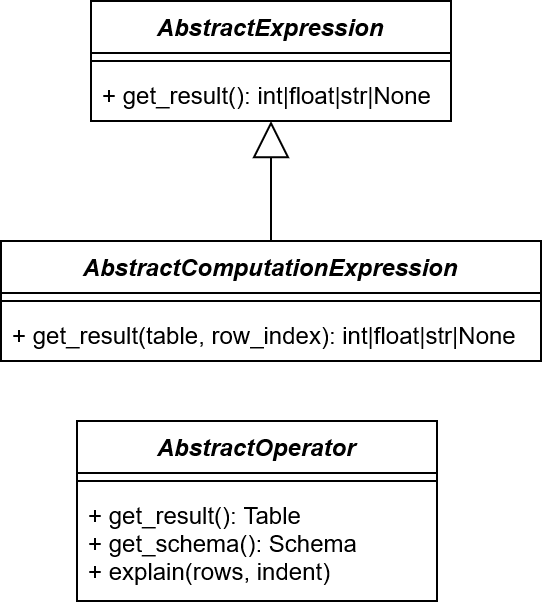 AbstractExpression
+ get_result(): int|float|str|None
AbstractComputationExpression
+ get_result(table, row_index): int|float|str|None
AbstractOperator
+ get_result(): Table
+ get_schema(): Schema
+ explain(rows, indent)